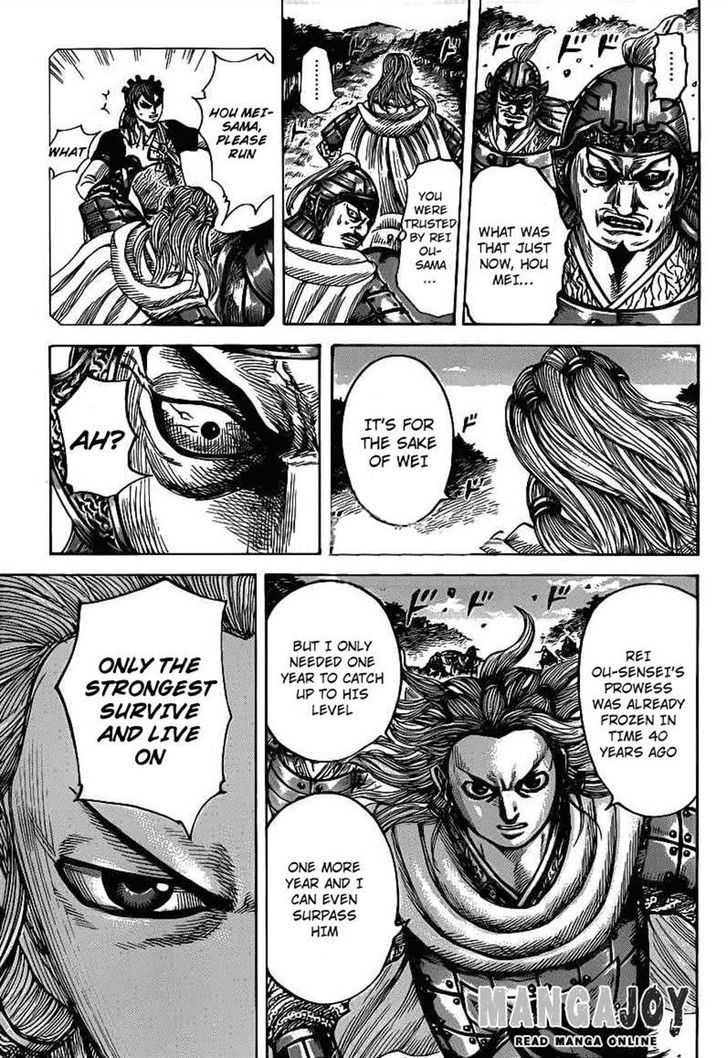 WHAT WAS
THAT JUST
NOW, HOU
MEI...
......
YOU
WERE
TRUSTED
BY REI
OU-
SAMA
...
HOU MEI-
SAMA,
PLEASE
RUN
WHAT
IT'S FOR
THE SAKE
OF WEI
AH?
REI
OU-SENSEI'S
PROWESS
WAS ALREADY
FROZEN IN
TIME 40
YEARS AGO
BUT I ONLY
NEEDED ONE
YEAR TO CATCH
UP TO HIS
LEVEL
ONE MORE
YEAR AND I
CAN EVEN
SURPASS
HIM
ONLY THE
STRONGEST
SURVIVE
AND LIVE
ON
MANGAJOY
READ MANGA ONLINE